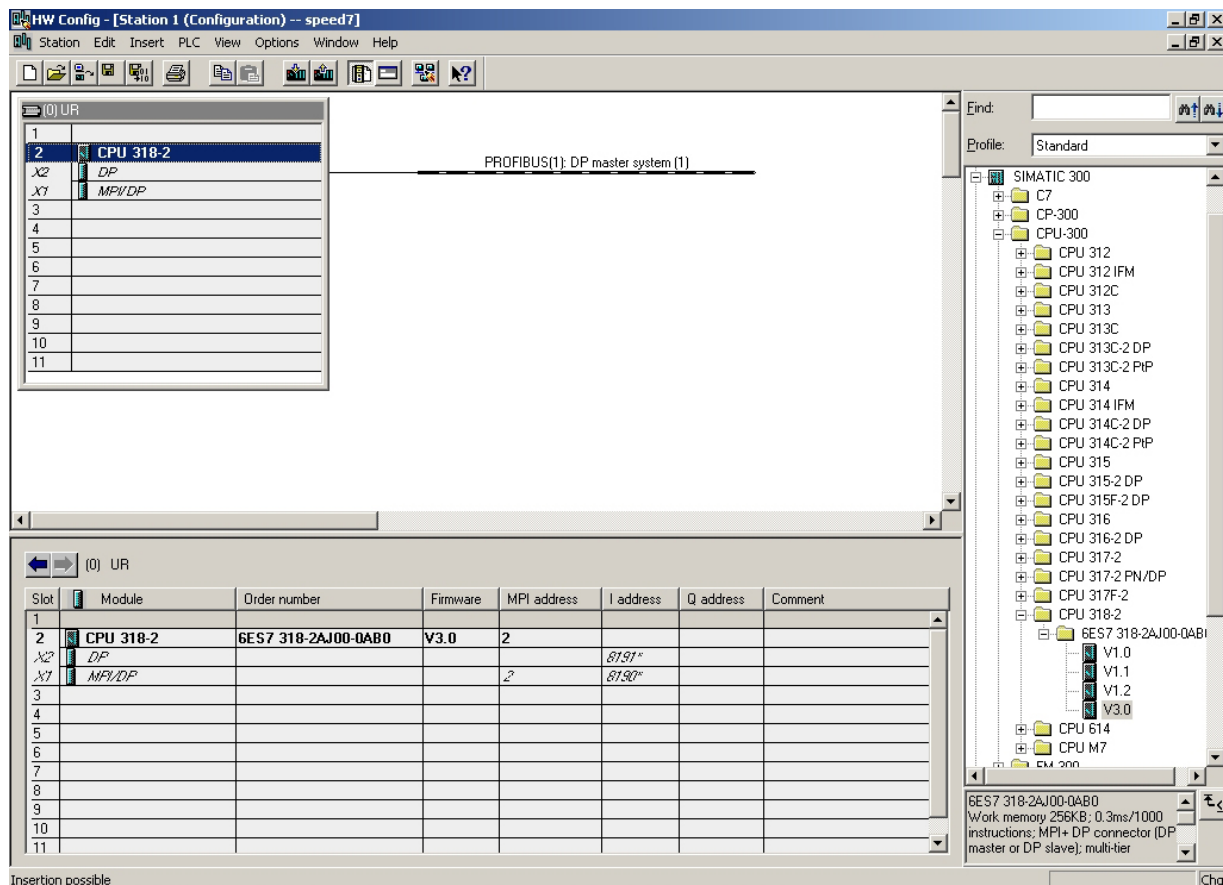 HW Config - [Station 1 (Configuration) -- speed7]
Station Edit Insert PLC View Options Window Help
(0) UR
1
2 CPU 318-2
X2 DP
X1 MPI/DP
3
4
5
6
7
8
9
10
11
PROFIBUS(1): DP master system (1)
(0) UR
Slot Module Order number Firmware MPI address I address Q address Comment
1
2 CPU 318-2 6ES7 318-2AJ00-0AB0 V3.0 2
X2 DP 8191*
X1 MPI/DP 2 8190*
3
4
5
6
7
8
9
10
11
Find:
Profile: Standard
SIMATIC 300
C7
CP-300
CPU-300
CPU 312
CPU 312 IFM
CPU 312C
CPU 313
CPU 313C
CPU 313C-2 DP
CPU 313C-2 PtP
CPU 314
CPU 314 IFM
CPU 314C-2 DP
CPU 314C-2 PtP
CPU 315
CPU 315-2 DP
CPU 315F-2 DP
CPU 316
CPU 316-2 DP
CPU 317-2
CPU 317-2 PN/DP
CPU 317F-2
CPU 318-2
6ES7 318-2AJ00-0AB
V1.0
V1.1
V1.2
V3.0
CPU 614
CPU M7
FM 300
6ES7 318-2AJ00-0AB0
Work memory 256KB; 0.3ms/1000
instructions; MPI+ DP connector (DP
master or DP slave); multi-tier
Insertion possible
Chg